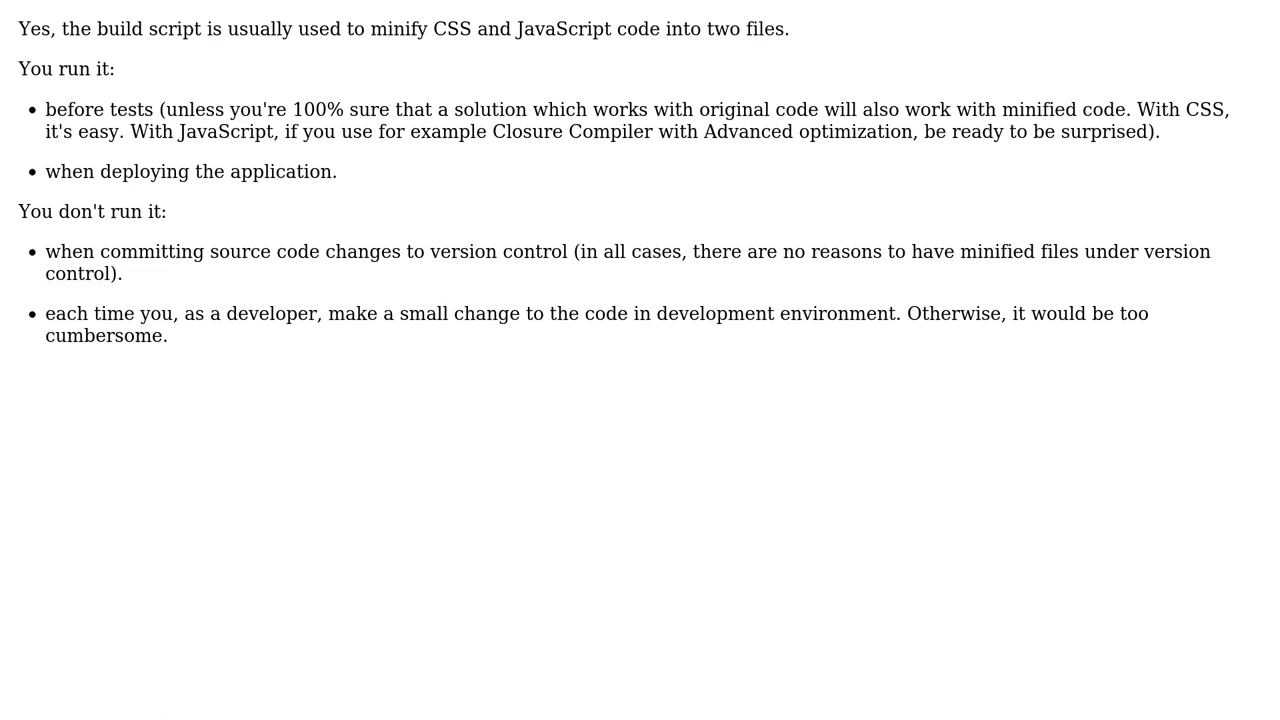 Yes, the build script is usually used to minify CSS and JavaScript code into two files.
You run it:
• before tests (unless you're 100% sure that a solution which works with original code will also work with minified code. With CSS,
it's easy. With JavaScript, if you use for example Closure Compiler with Advanced optimization, be ready to be surprised).
• when deploying the application.
You don't run it:
• when committing source code changes to version control (in all cases, there are no reasons to have minified files under version
control).
• each time you, as a developer, make a small change to the code in development environment. Otherwise, it would be too
cumbersome.